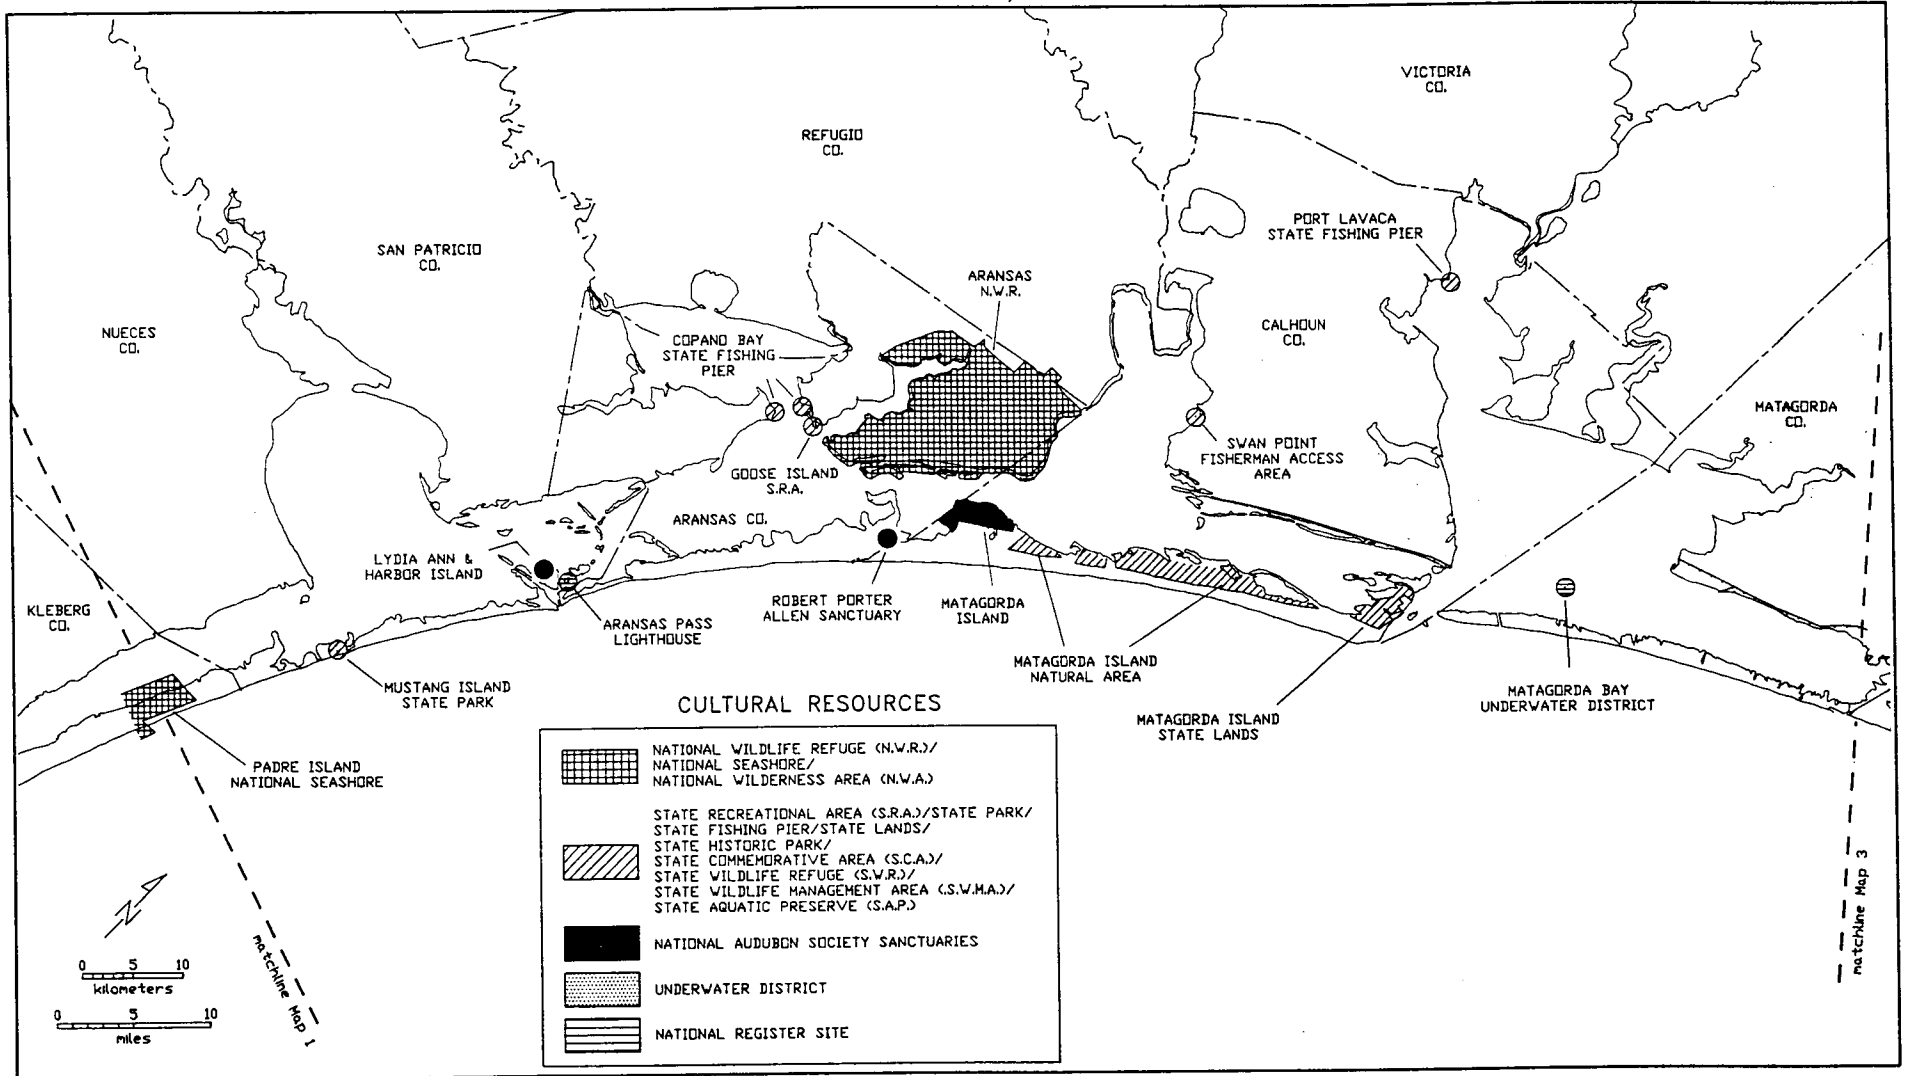 VICTORIA
CO.
REFUGIO
CO.
PORT LAVACA
STATE FISHING PIER
SAN PATRICIO
CO.
ARANSAS
N.W.R.
NUECES
CO.
COPANO BAY
STATE FISHING
PIER
CALHOUN
CO.
MATAGORDA
CO.
SWAN POINT
FISHERMAN ACCESS
AREA
GOOSE ISLAND
S.R.A.
ARANSAS CO.
LYDIA ANN &
HARBOR ISLAND
KLEBERG
CO.
ARANSAS PASS
LIGHTHOUSE
ROBERT PORTER
ALLEN SANCTUARY
MATAGORDA
ISLAND
MATAGORDA ISLAND
NATURAL AREA
MUSTANG ISLAND
STATE PARK
MATAGORDA ISLAND
STATE LANDS
MATAGORDA BAY
UNDERWATER DISTRICT
PADRE ISLAND
NATIONAL SEASHORE
CULTURAL RESOURCES
NATIONAL WILDLIFE REFUGE (N.W.R.)/
NATIONAL SEASHORE/
NATIONAL WILDERNESS AREA (N.W.A.)
STATE RECREATIONAL AREA (S.R.A.)/STATE PARK/
STATE FISHING PIER/STATE LANDS/
STATE HISTORIC PARK/
STATE COMMEMORATIVE AREA (S.C.A.)/
STATE WILDLIFE REFUGE (S.W.R.)/
STATE WILDLIFE MANAGEMENT AREA (.S.W.M.A.)/
STATE AQUATIC PRESERVE (S.A.P.)
NATIONAL AUDUBON SOCIETY SANCTUARIES
UNDERWATER DISTRICT
NATIONAL REGISTER SITE
N
0 5 10
kilometers
0 5 10
miles
matchline Map 1
matchline Map 3